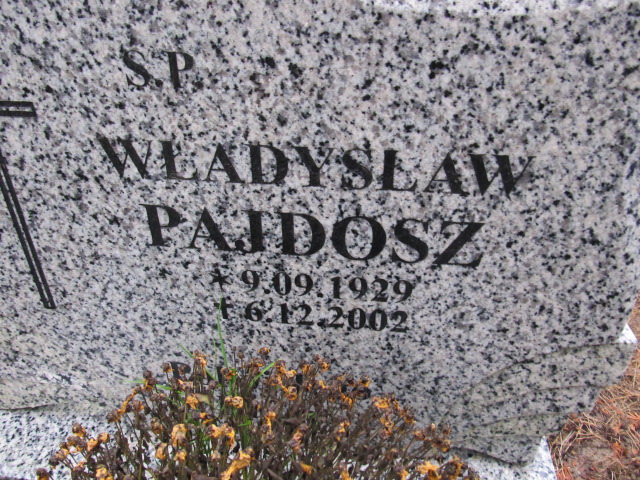 S.P
WŁADYSŁAW
PAJDOSZ
* 9.09.1929
† 6.12.2002